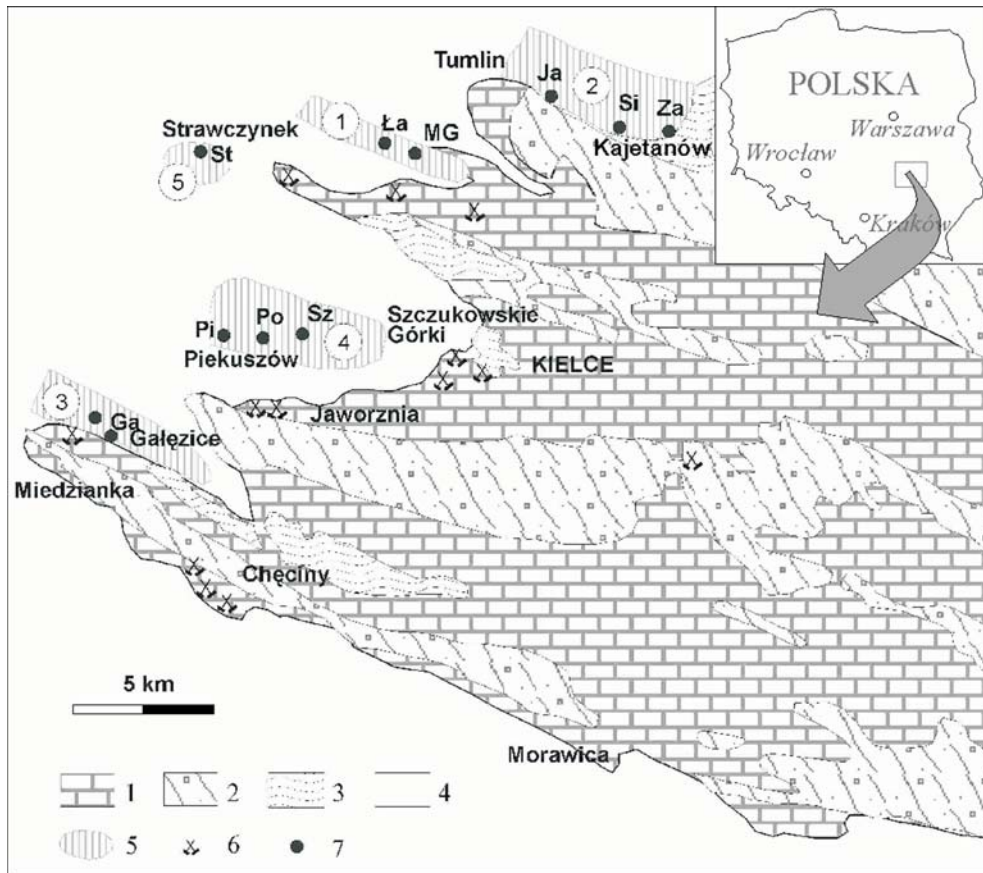 Tumlin
Ja
2
Si
Za
Kajetanów
1
Ła
MG
Strawczynek
St
5
POLSKA
Warszawa
Wrocław
Kraków
Pi
Po
Sz
4
Piekuszów
Szczukowskie
Górki
KIELCE
3
Ga
Gałęzice
Jaworznia
Miedzianka
Chęciny
5 km
Morawica
1
2
3
4
5
6
7